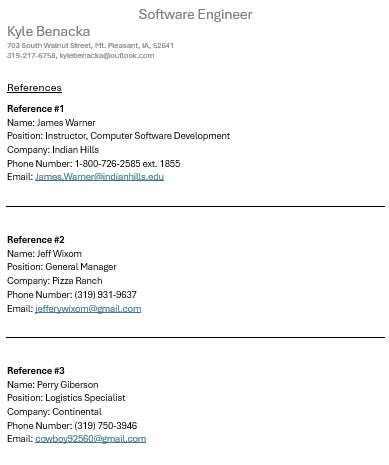 Software Engineer
Kyle Benacka
703 South Walnut Street, Mt. Pleasant, IA, 52641
319-217-6758, kylebenacka@outlook.com
References
Reference #1
Name: James Warner
Position: Instructor, Computer Software Development
Company: Indian Hills
Phone Number: 1-800-726-2585 ext. 1855
Email: James.Warner@indianhills.edu
Reference #2
Name: Jeff Wixom
Position: General Manager
Company: Pizza Ranch
Phone Number: (319) 931-9637
Email: jefferywixom@gmail.com
Reference #3
Name: Perry Giberson
Position: Logistics Specialist
Company: Continental
Phone Number: (319) 750-3946
Email: cowboy92560@gmail.com